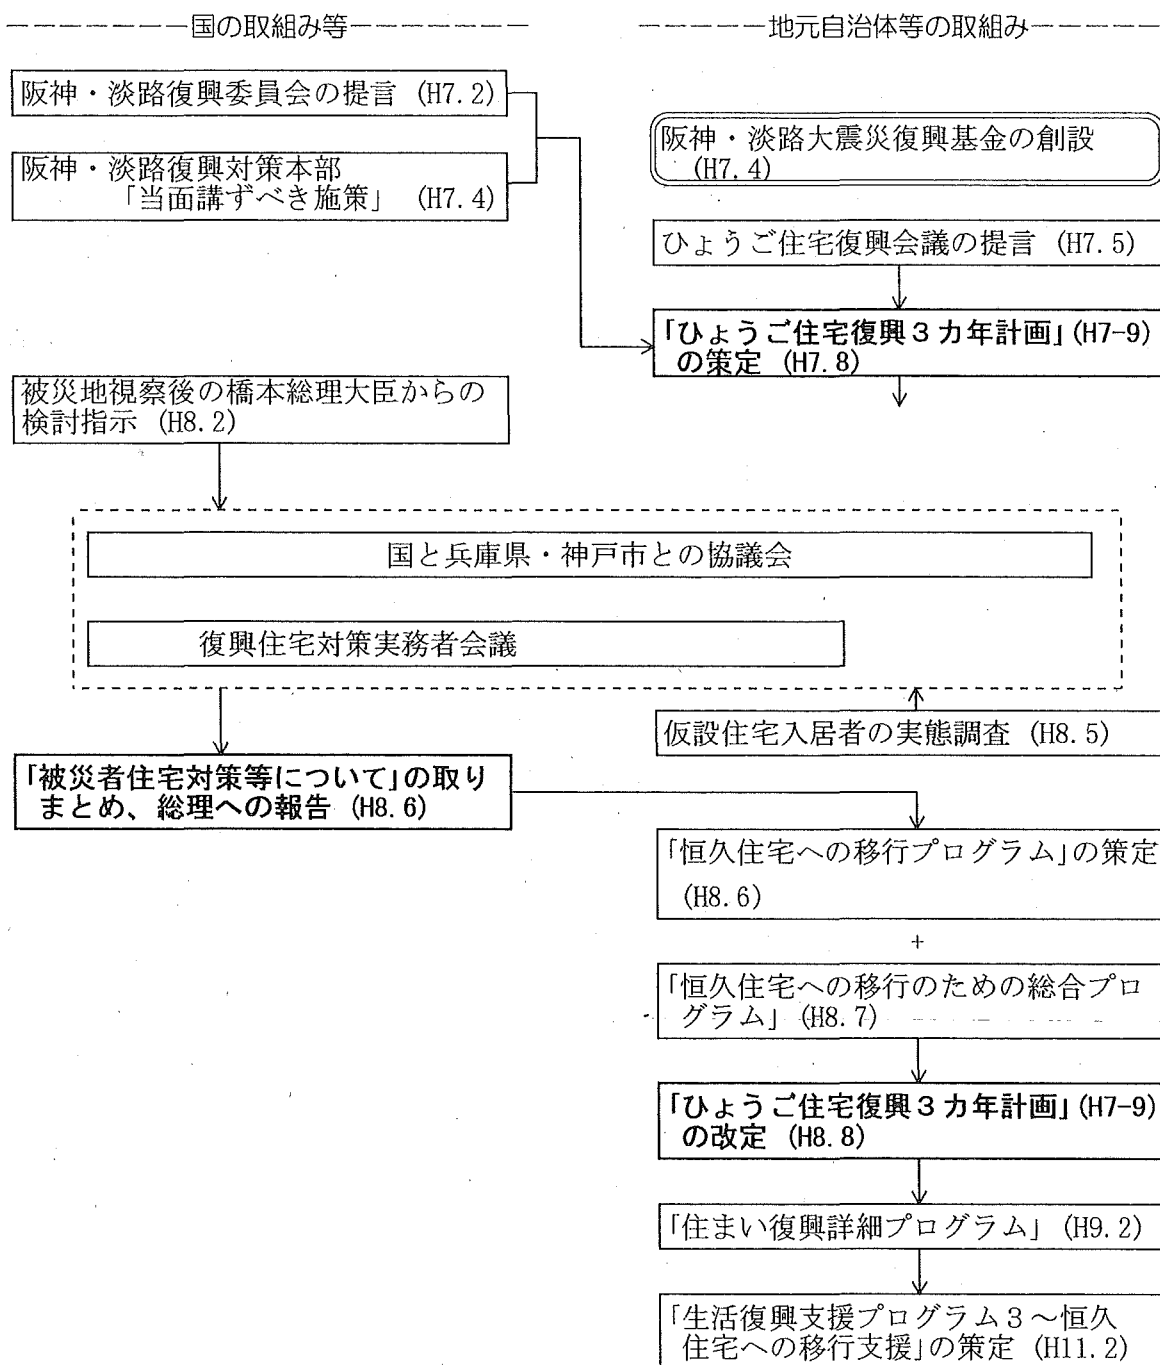 国の取組み等
地元自治体等の取組み
阪神・淡路復興委員会の提言 (H7.2)
阪神・淡路大震災復興基金の創設
(H7.4)
阪神・淡路復興対策本部
「当面講ずべき施策」 (H7.4)
ひょうご住宅復興会議の提言 (H7.5)
「ひょうご住宅復興3カ年計画」(H7-9)
の策定 (H7.8)
被災地視察後の橋本総理大臣からの
検討指示 (H8.2)
国と兵庫県・神戸市との協議会
復興住宅対策実務者会議
仮設住宅入居者の実態調査 (H8.5)
「被災者住宅対策等について」の取り
まとめ、総理への報告 (H8.6)
「恒久住宅への移行プログラム」の策定
(H8.6)
+
「恒久住宅への移行のための総合プロ
グラム」 (H8.7)
「ひょうご住宅復興3カ年計画」(H7-9)
の改定 (H8.8)
「住まい復興詳細プログラム」 (H9.2)
「生活復興支援プログラム3~恒久
住宅への移行支援」の策定 (H11.2)